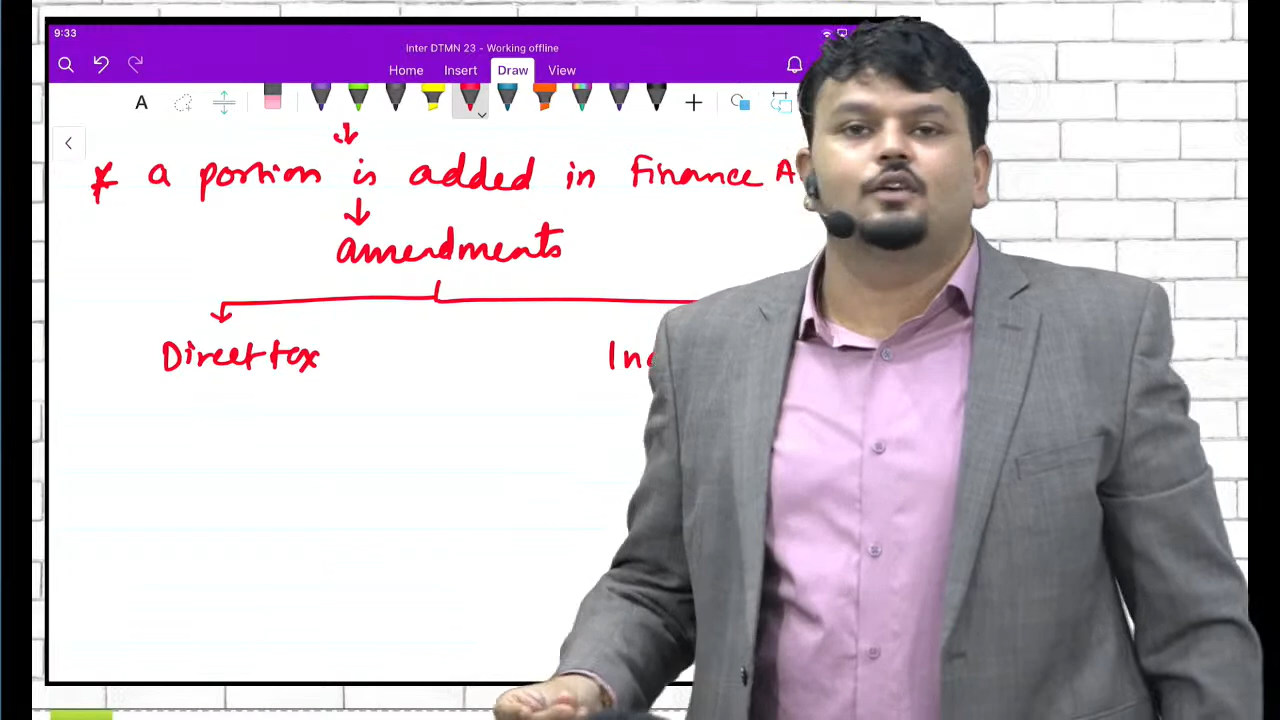 9:33
Inter DTMN 23 - Working offline
Home Insert Draw View
A
* a portion is added in Finance A
amendments
Direct tax In